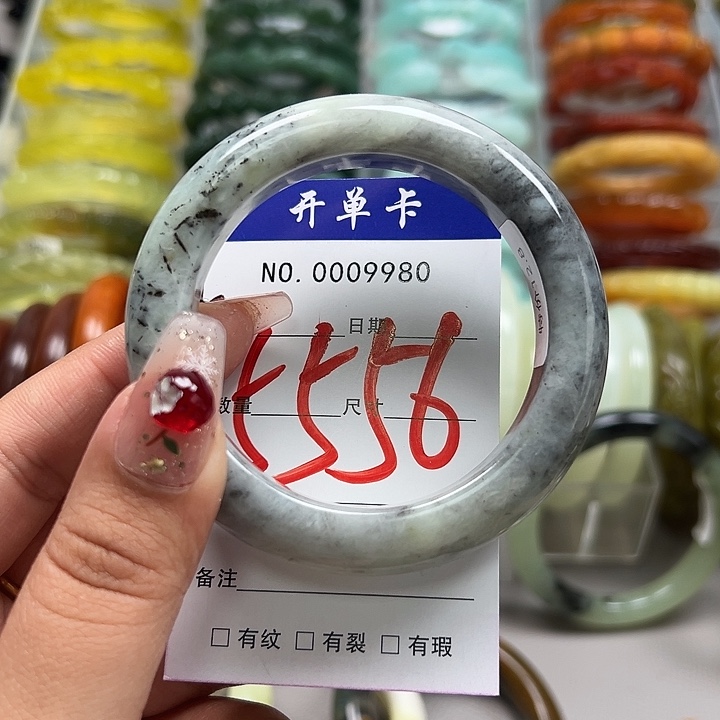 开单卡
NO. 0009980
日期
5556
数量 尺寸
备注
□ 有纹 □ 有裂 □ 有瑕